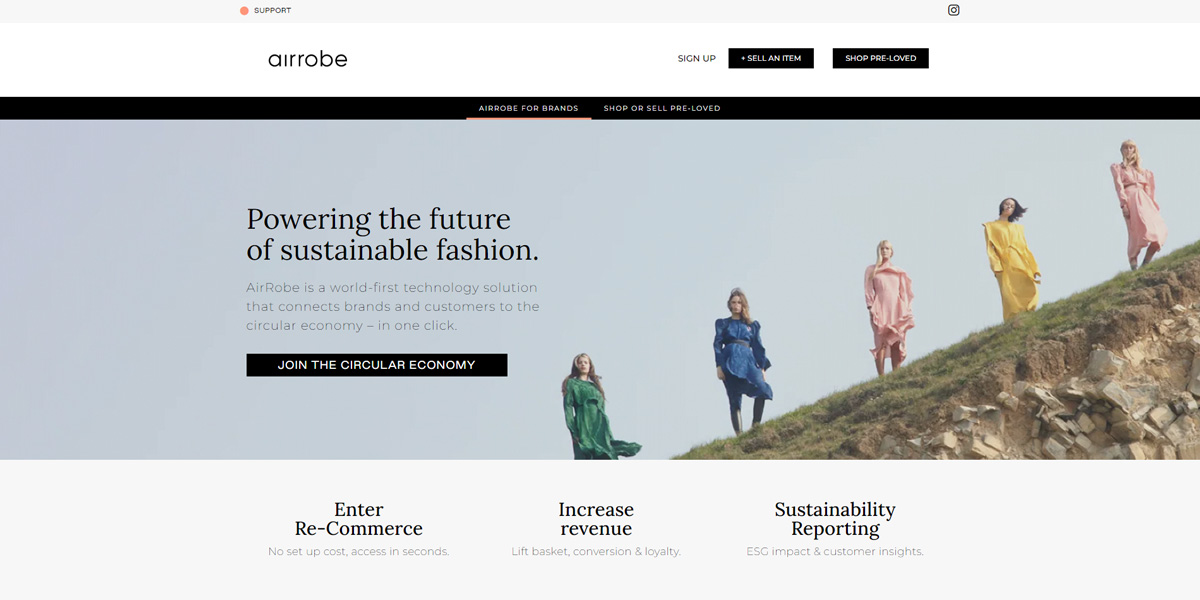 SUPPORT
airrobe
SIGN UP
+ SELL AN ITEM
SHOP PRE-LOVED
AIRROBE FOR BRANDS
SHOP OR SELL PRE-LOVED
Powering the future
of sustainable fashion.
AirRobe is a world-first technology solution
that connects brands and customers to the
circular economy – in one click.
JOIN THE CIRCULAR ECONOMY
Enter
Re-Commerce
No set up cost, access in seconds.
Increase
revenue
Lift basket, conversion & loyalty.
Sustainability
Reporting
ESG impact & customer insights.